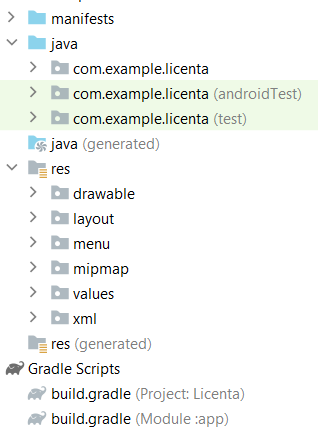 manifests
java
com.example.licenta
com.example.licenta (androidTest)
com.example.licenta (test)
java (generated)
res
drawable
layout
menu
mipmap
values
xml
res (generated)
Gradle Scripts
build.gradle (Project: Licenta)
build.gradle (Module :app)